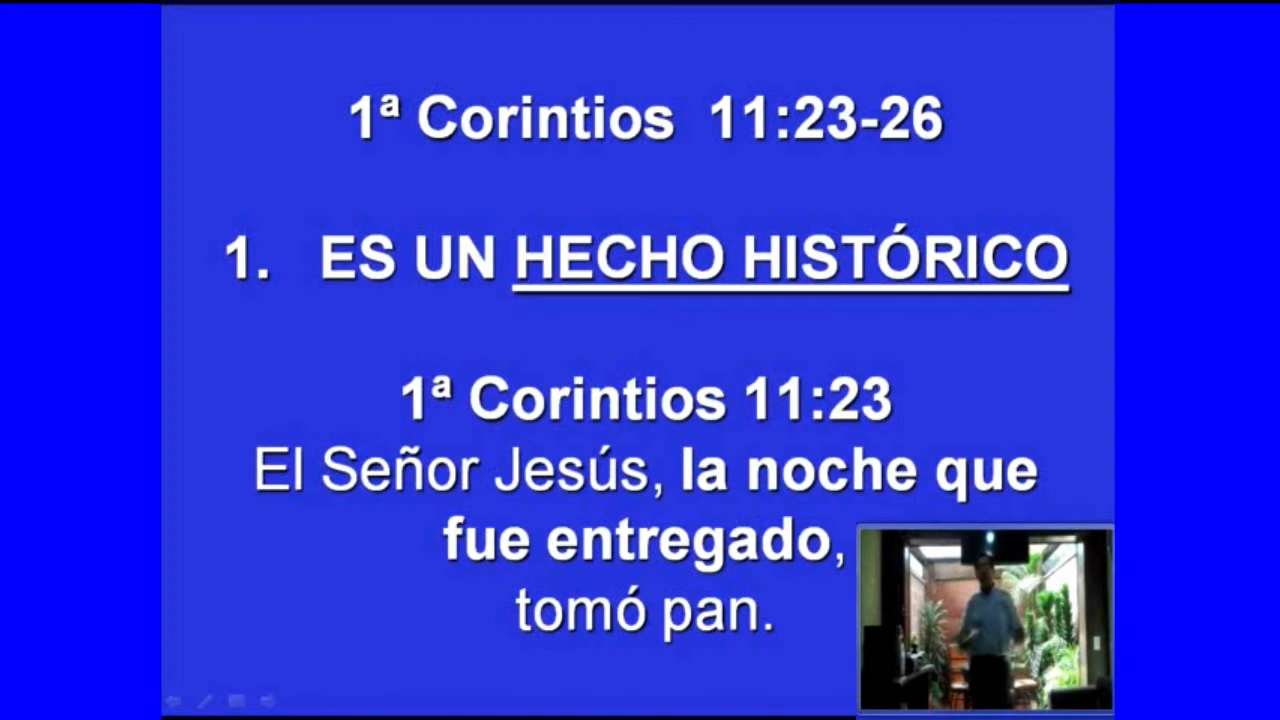 1ª Corintios 11:23-26
1. ES UN HECHO HISTÓRICO
1ª Corintios 11:23
El Señor Jesús, la noche que
fue entregado,
tomó pan.